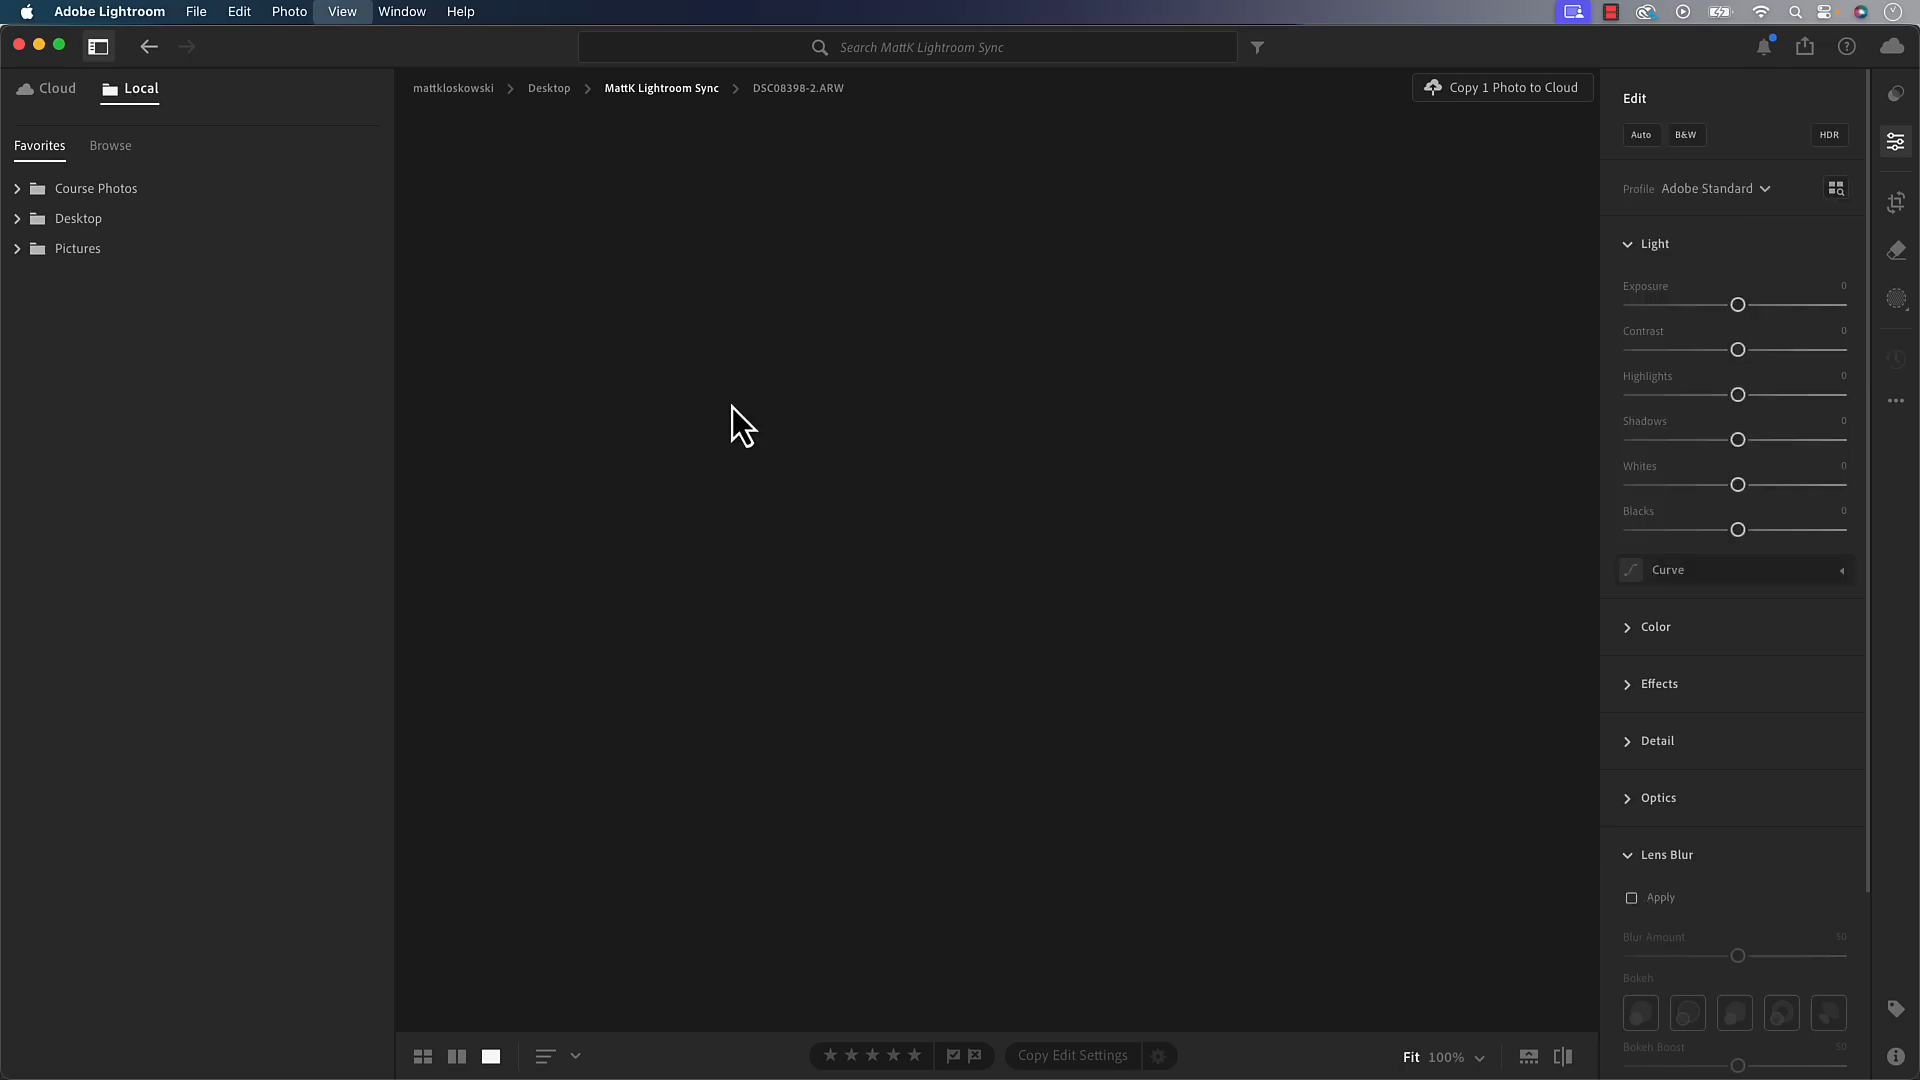 Adobe Lightroom File Edit Photo View Window Help
Search MattK Lightroom Sync
Cloud Local
mattkloskowski Desktop MattK Lightroom Sync DSC08398-2.ARW
Copy 1 Photo to Cloud
Favorites Browse
Course Photos
Desktop
Pictures
Edit
Auto B&W HDR
Profile Adobe Standard
Light
Exposure 0
Contrast 0
Highlights 0
Shadows 0
Whites 0
Blacks 0
Curve
Color
Effects
Detail
Optics
Lens Blur
Apply
Blur Amount 50
Bokeh
Bokeh Boost 50
Copy Edit Settings
Fit 100%